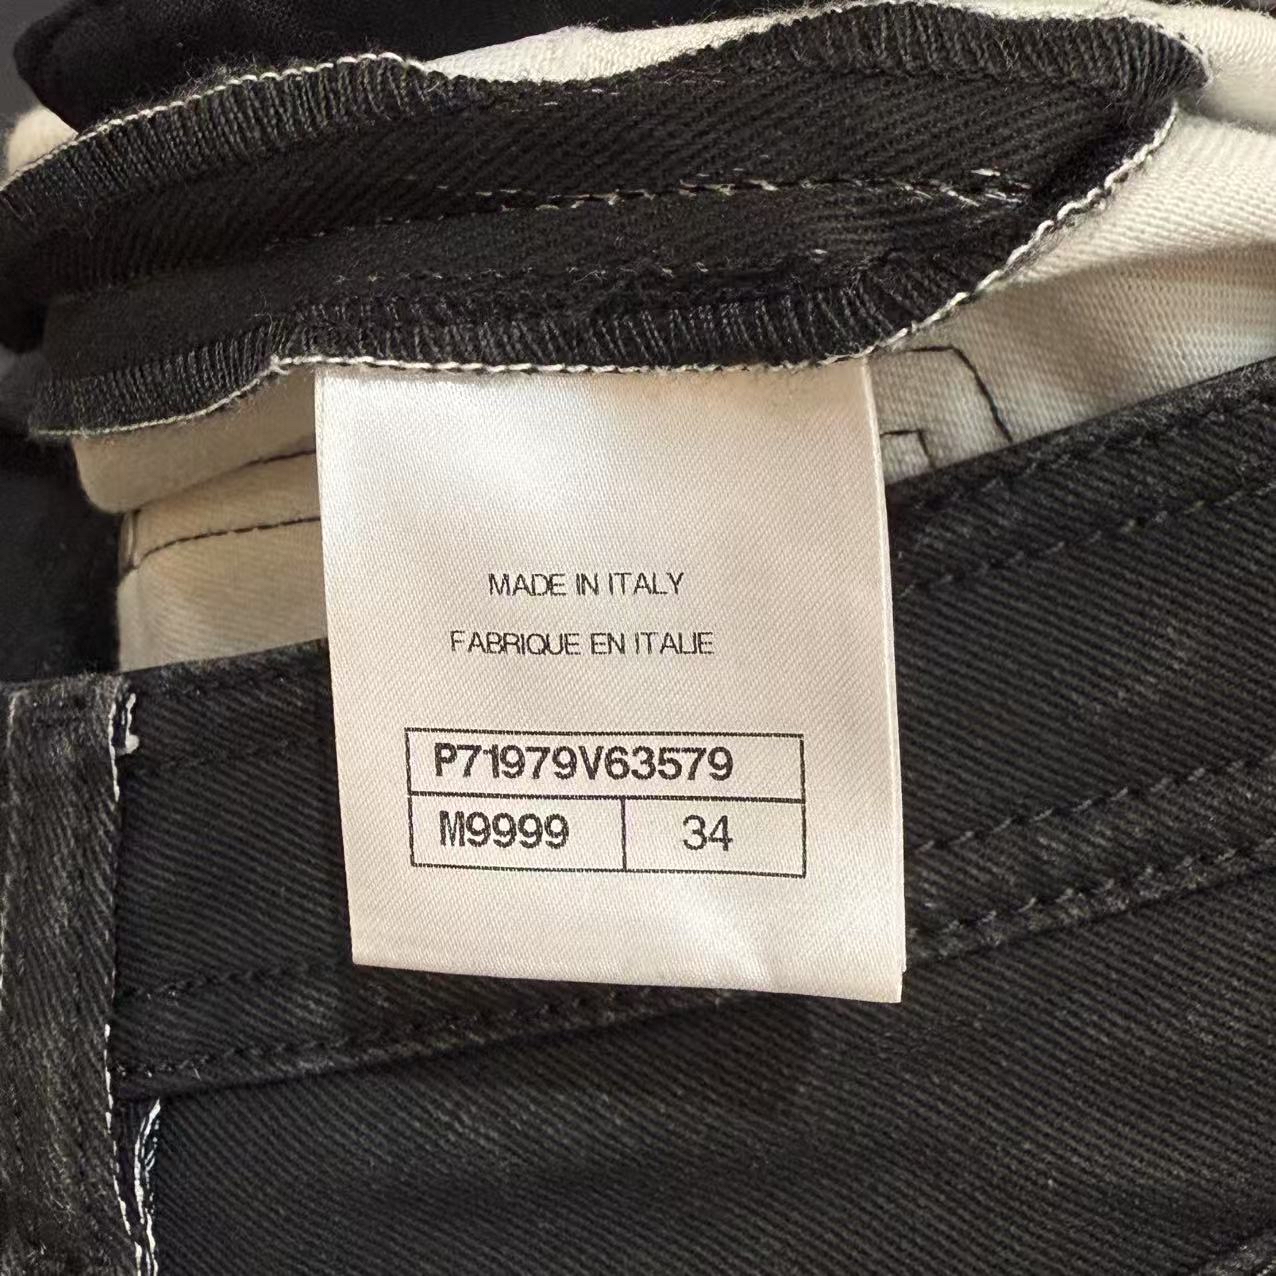 MADE IN ITALY
FABRIQUE EN ITALIE
P71979V63579
M9999 34